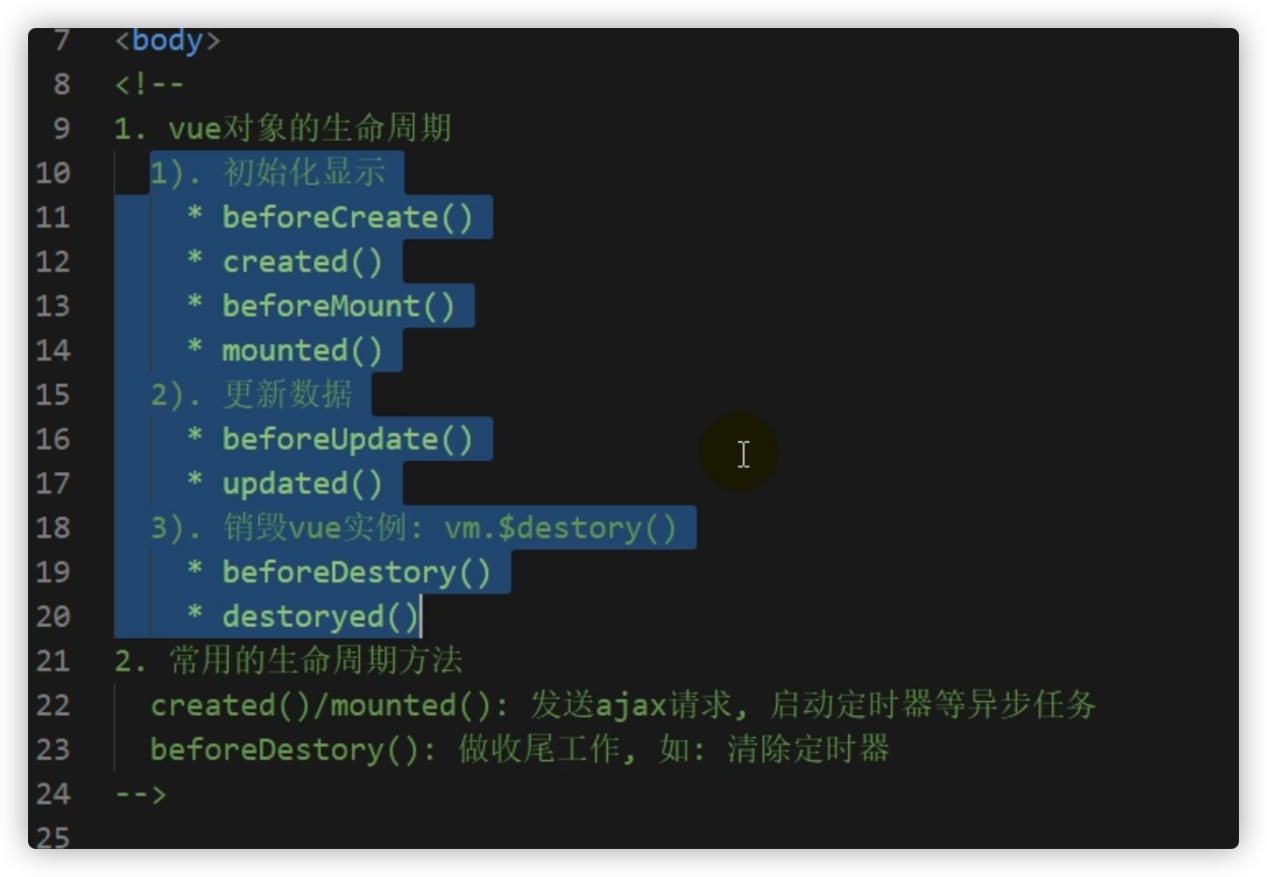 7 <body>
8 <!--
9 1. vue对象的生命周期
10 1). 初始化显示
11 * beforeCreate()
12 * created()
13 * beforeMount()
14 * mounted()
15 2). 更新数据
16 * beforeUpdate()
17 * updated()
18 3). 销毁vue实例: vm.$destory()
19 * beforeDestory()
20 * destoryed()
21 2. 常用的生命周期方法
22 created()/mounted(): 发送ajax请求, 启动定时器等异步任务
23 beforeDestory(): 做收尾工作, 如: 清除定时器
24 -->
25